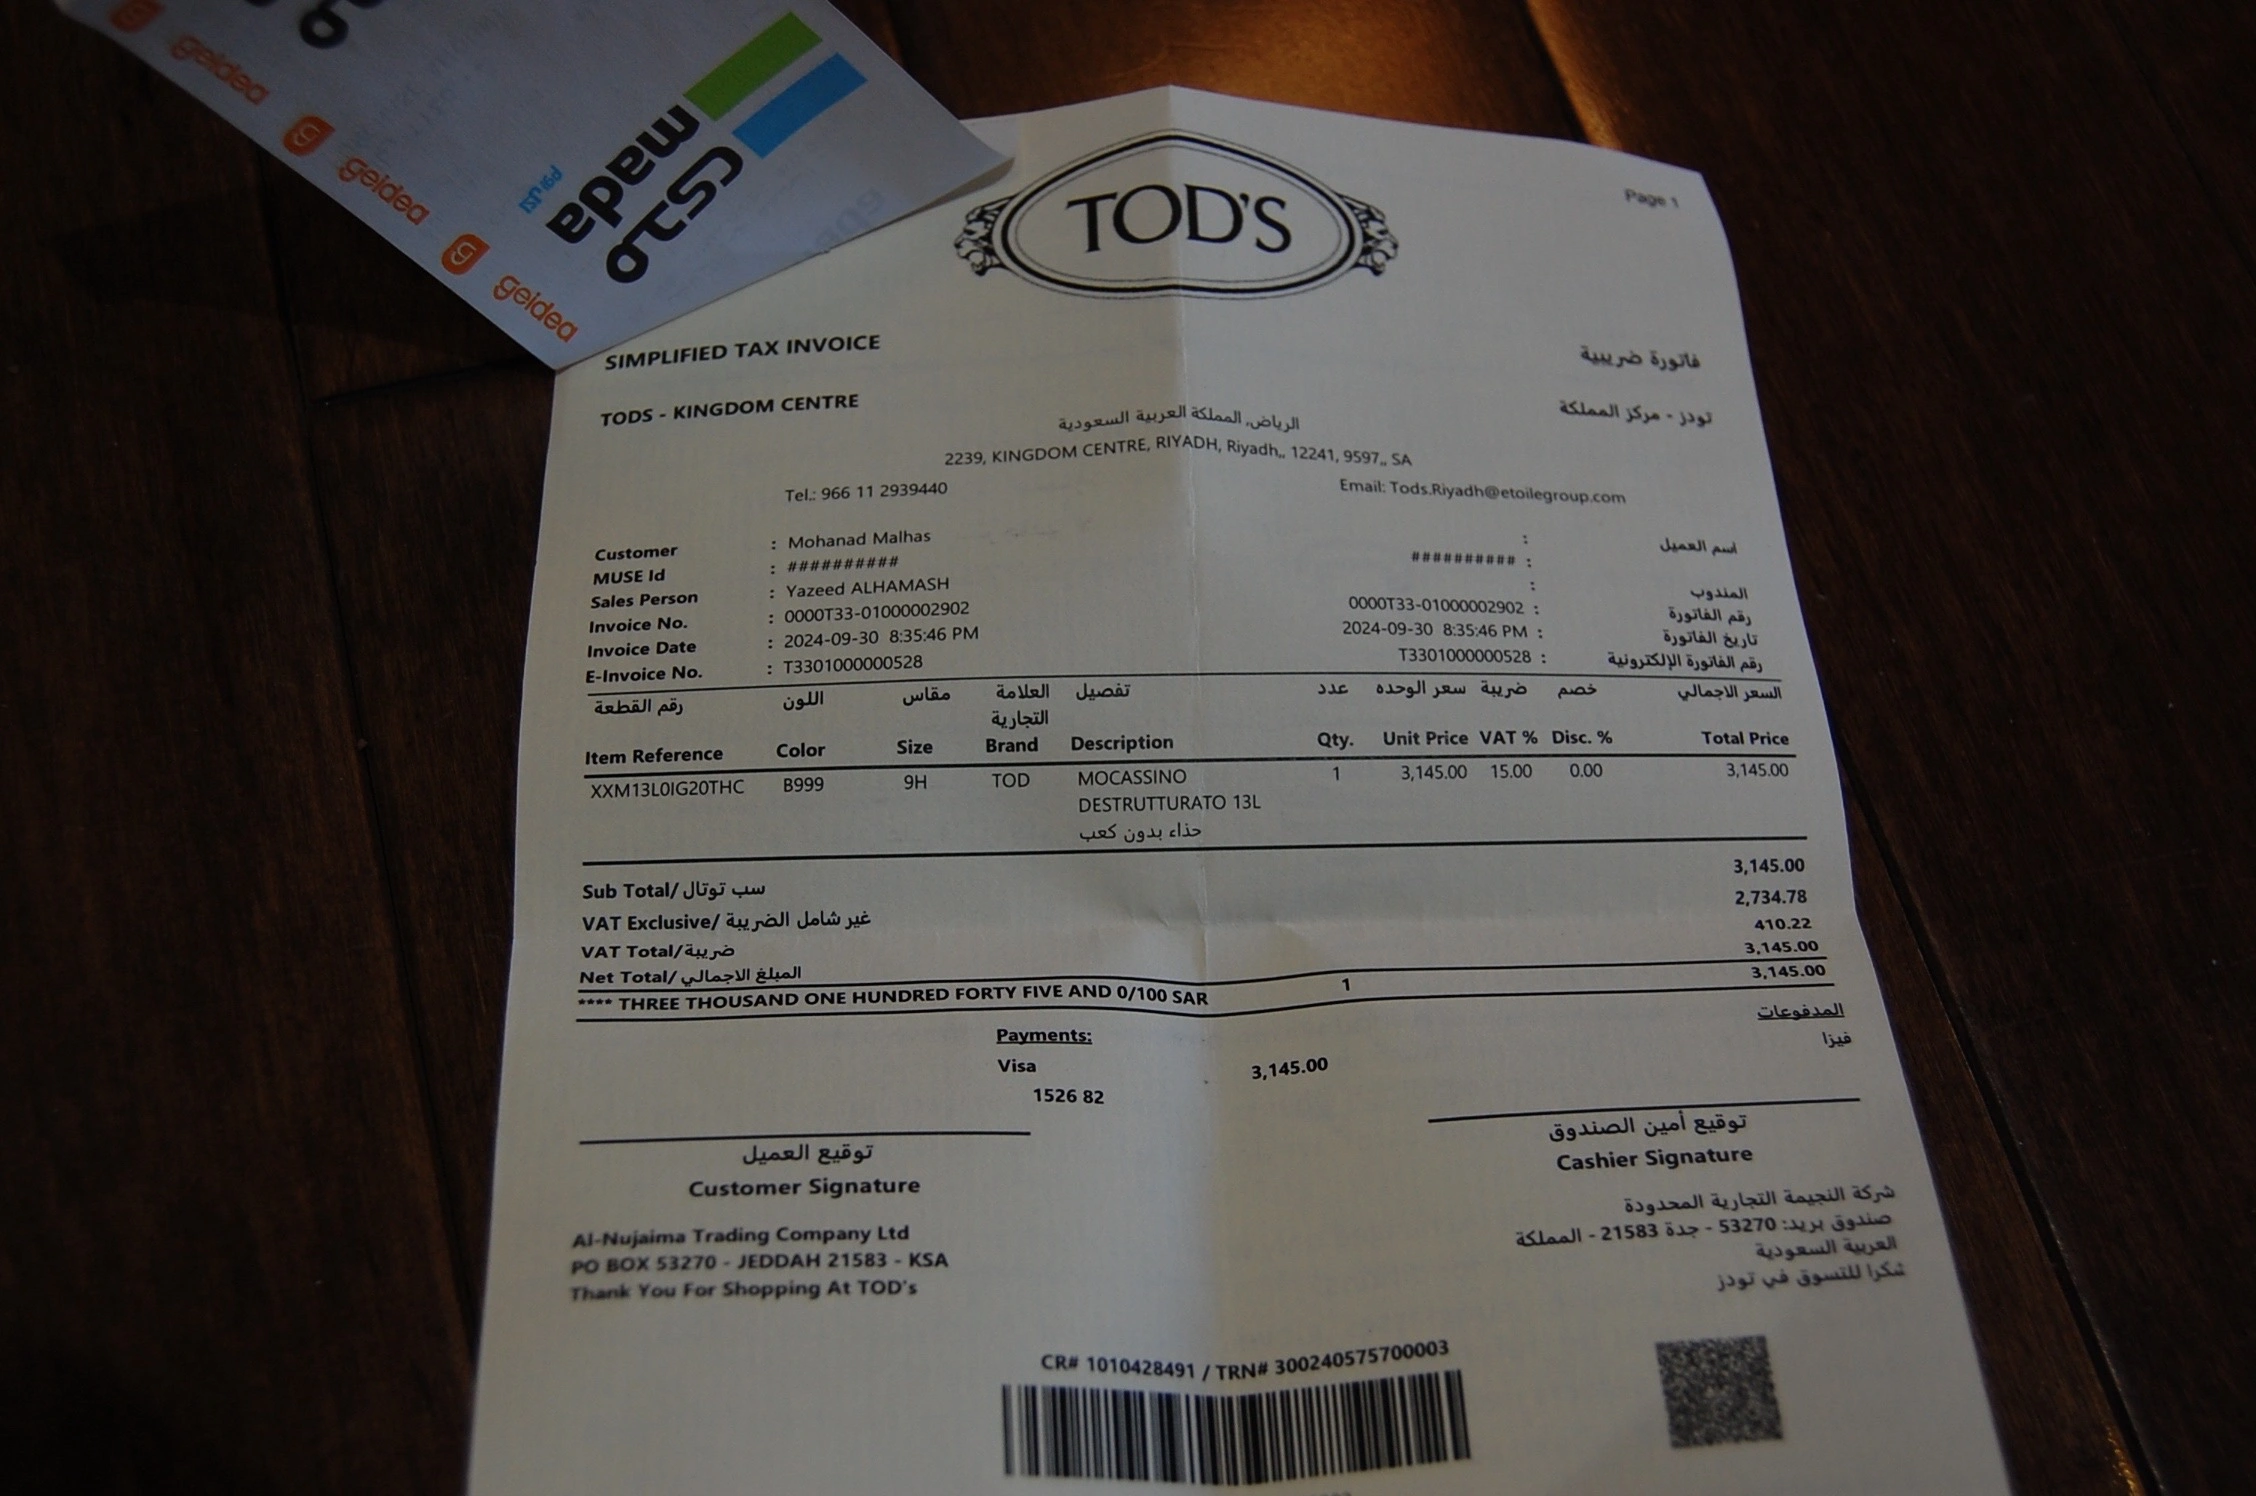 geidea
geidea
geidea
mada
مدى
pay باي
TOD'S
Page 1
SIMPLIFIED TAX INVOICE فاتورة ضريبية
TODS - KINGDOM CENTRE تودز - مركز المملكة
الرياض, المملكة العربية السعودية
2239, KINGDOM CENTRE, RIYADH, Riyadh,, 12241, 9597,, SA
Tel.: 966 11 2939440 Email: Tods.Riyadh@etoilegroup.com
Customer : Mohanad Malhas : اسم العميل
MUSE Id : ########## ########## :
Sales Person : Yazeed ALHAMASH : المندوب
Invoice No. : 0000T33-01000002902 0000T33-01000002902 : رقم الفاتورة
Invoice Date : 2024-09-30 8:35:46 PM 2024-09-30 8:35:46 PM : تاريخ الفاتورة
E-Invoice No. : T3301000000528 T3301000000528 : رقم الفاتورة الإلكترونية
رقم القطعة اللون مقاس العلامة التجارية تفصيل عدد سعر الوحده ضريبة خصم السعر الاجمالي
Item Reference Color Size Brand Description Qty. Unit Price VAT % Disc. % Total Price
XXM13L0IG20THC B999 9H TOD MOCASSINO 1 3,145.00 15.00 0.00 3,145.00
DESTRUTTURATO 13L
حذاء بدون كعب
Sub Total/ سب توتال 3,145.00
VAT Exclusive/ غير شامل الضريبة 2,734.78
VAT Total/ضريبة 410.22
Net Total/ المبلغ الاجمالي 3,145.00
**** THREE THOUSAND ONE HUNDRED FORTY FIVE AND 0/100 SAR 1 3,145.00
Payments: المدفوعات
Visa 3,145.00 فيزا
1526 82
توقيع العميل توقيع أمين الصندوق
Customer Signature Cashier Signature
Al-Nujaima Trading Company Ltd
PO BOX 53270 - JEDDAH 21583 - KSA
Thank You For Shopping At TOD's
شركة النجيمة التجارية المحدودة
صندوق بريد: 53270 - جدة 21583 - المملكة
العربية السعودية
شكرا للتسوق في تودز
CR# 1010428491 / TRN# 300240575700003